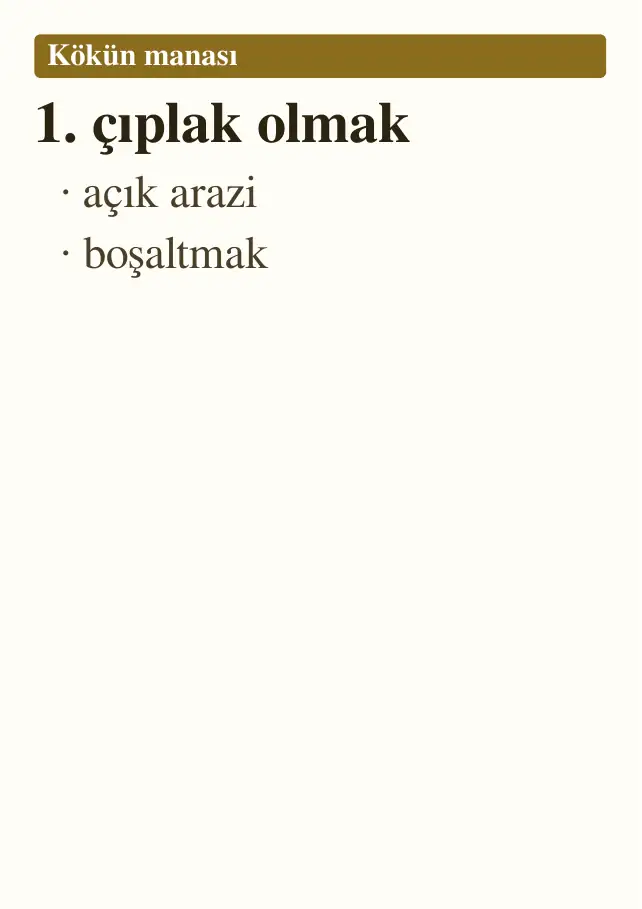 Kökün manası
1. çıplak olmak
· açık arazi
· boşaltmak